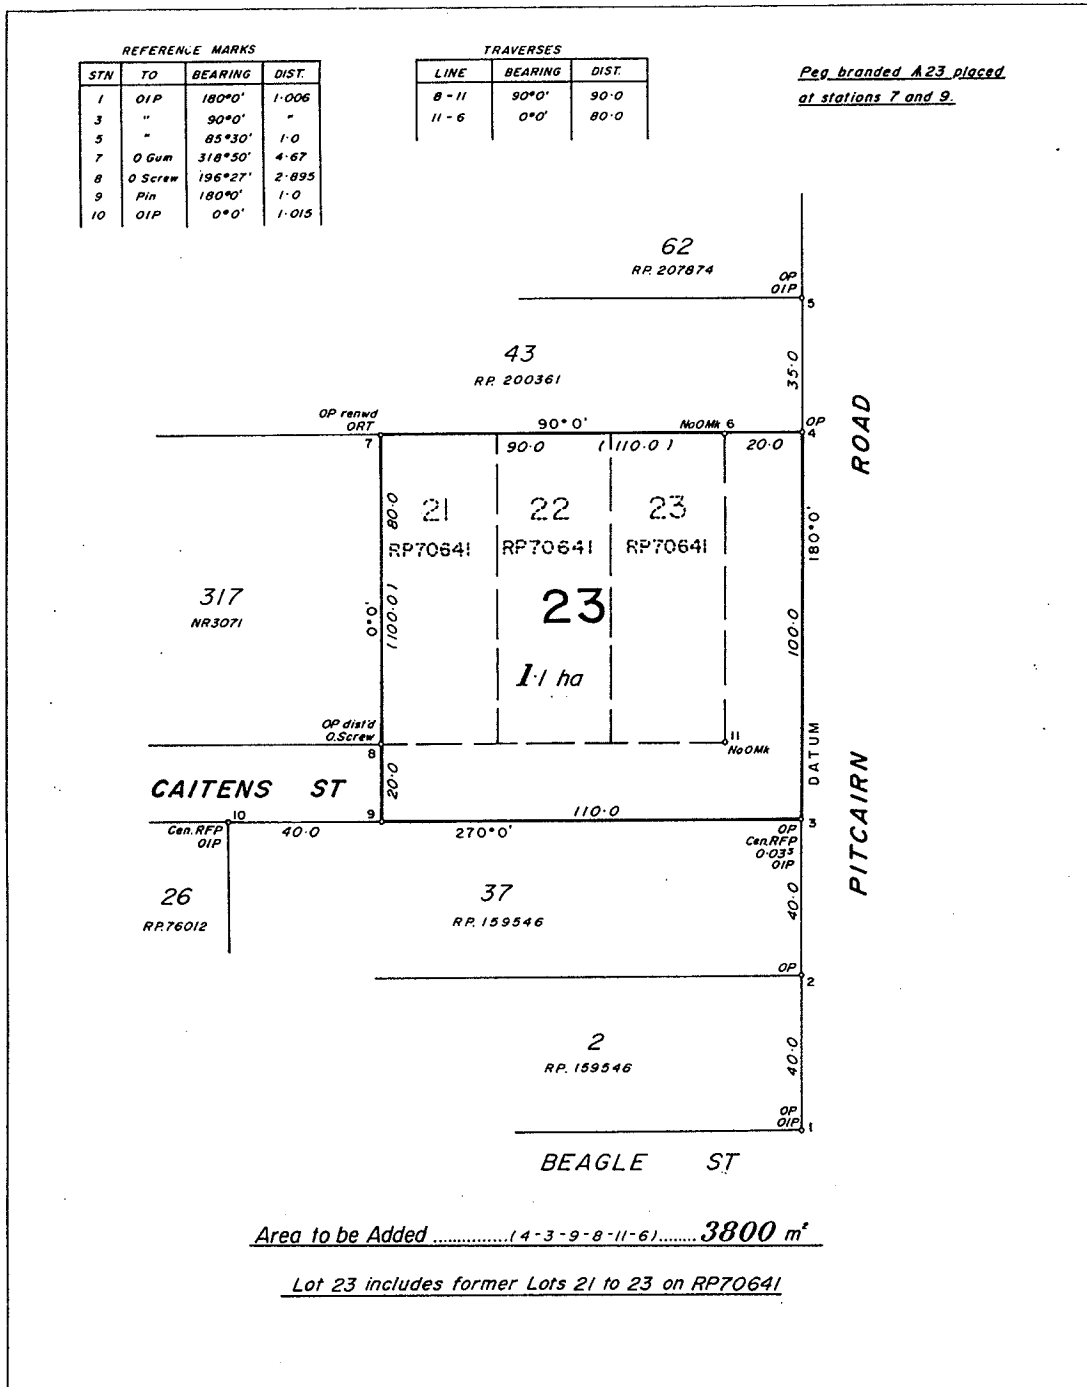 REFERENCE MARKS
STN TO BEARING DIST.
1 OIP 180°0' 1·006
3 " 90°0' "
5 " 85°30' 1·0
7 O Gum 318°50' 4·67
8 O Screw 196°27' 2·895
9 Pin 180°0' 1·0
10 OIP 0°0' 1·015
TRAVERSES
LINE BEARING DIST.
8-11 90°0' 90·0
11-6 0°0' 80·0
Peg branded A23 placed
at stations 7 and 9.
62
RP. 207874
OP
OIP
5
43
RP. 200361
35·0
OP renwd
ORT
7
90°0'
No OMk 6
OP
4
90·0 (110·0)
20·0
ROAD
21
RP70641
22
RP70641
23
RP70641
80·0
180°0'
317
NR3071
0°0'
(100·0)
23
1·1 ha
100·0
OP dist'd
O.Screw
8
11
No OMk
DATUM
CAITENS ST
20·0
PITCAIRN
10
Cen.RFP
OIP
40·0
9
270°0'
110·0
3
OP
Cen.RFP
0·03⁵
OIP
26
RP.76012
37
RP. 159546
40·0
OP
2
2
RP. 159546
40·0
OP
OIP
1
BEAGLE ST
Area to be Added ..............(4-3-9-8-11-6)....... 3800 m²
Lot 23 includes former Lots 21 to 23 on RP70641